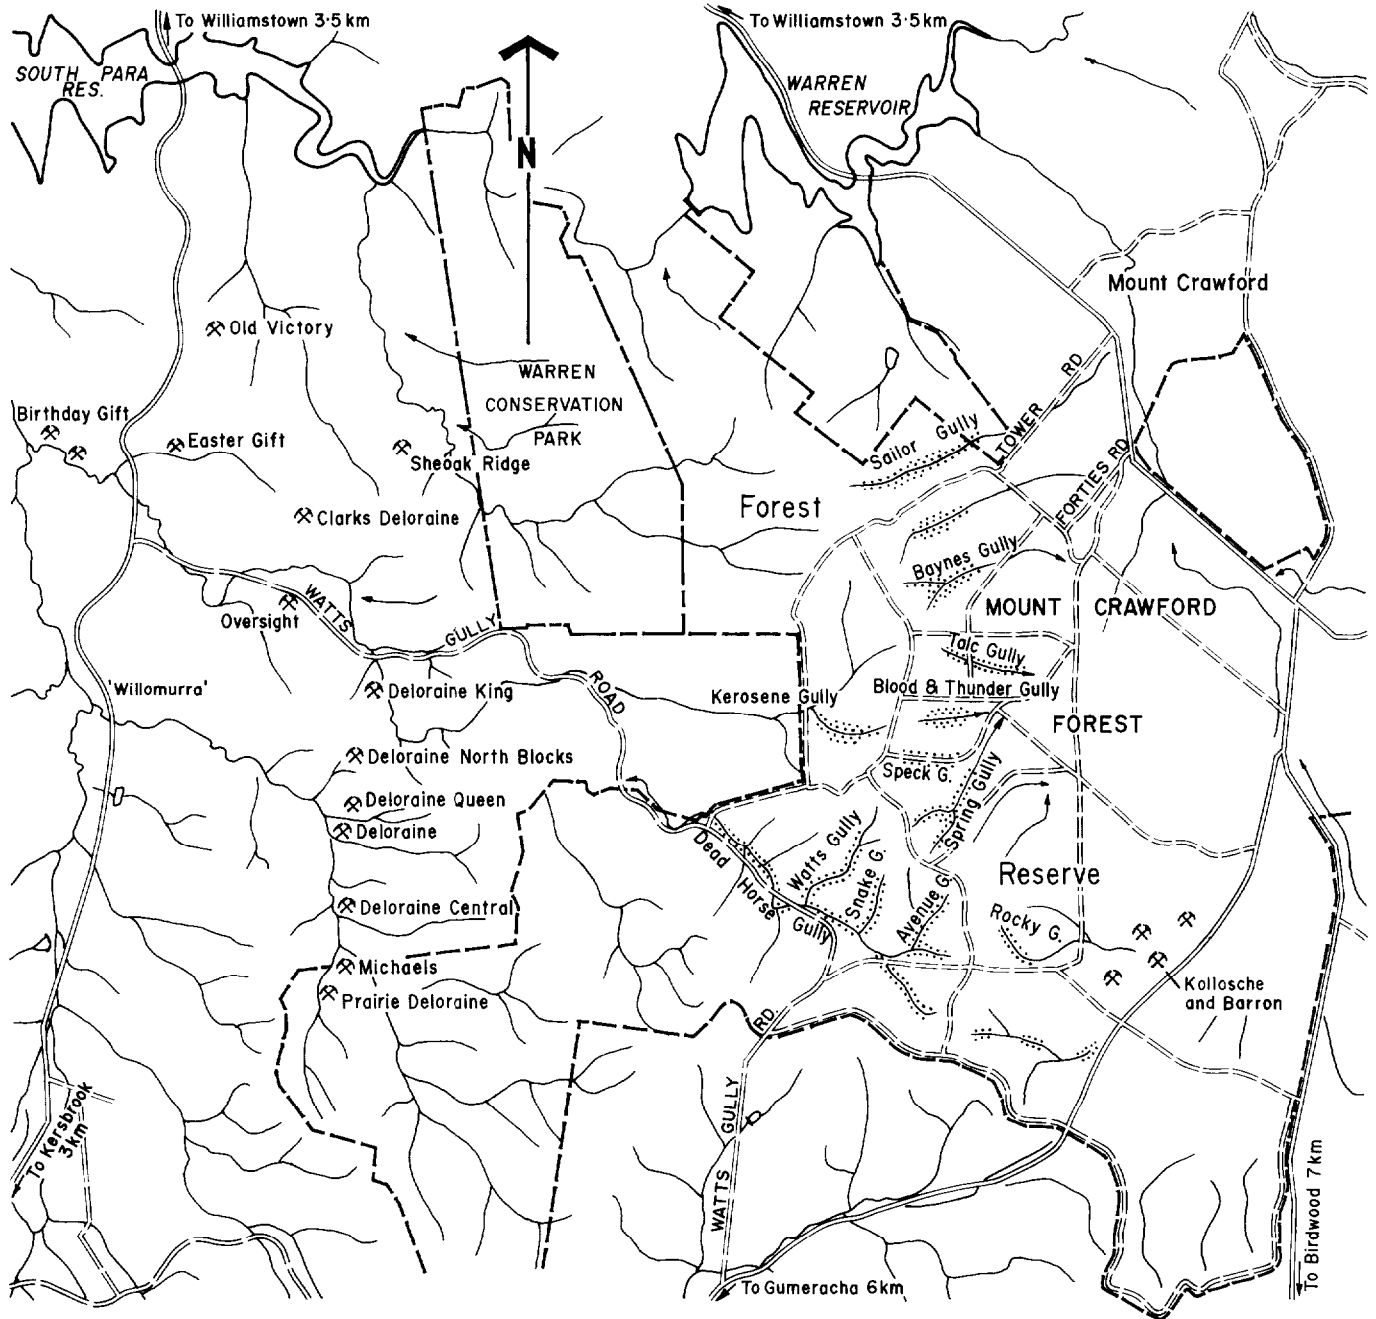 To Williamstown 3·5 km
To Williamstown 3·5 km
SOUTH PARA
RES.
WARREN
RESERVOIR
N
Mount Crawford
Old Victory
WARREN
CONSERVATION
PARK
TOWER RD
Birthday Gift
Easter Gift
Sheoak Ridge
Sailor Gully
FORTIES RD
Clarks Deloraine
Forest
Baynes Gully
Oversight
WATTS GULLY ROAD
MOUNT CRAWFORD
Talc Gully
'Willomurra'
Deloraine King
Kerosene Gully
Blood & Thunder Gully
FOREST
Deloraine North Blocks
Speck G.
Spring Gully
Deloraine Queen
Deloraine
Dead Horse Gully
Watts Gully
Snake G.
Avenue G.
Reserve
Deloraine Central
Rocky G.
Michaels
Prairie Deloraine
Kollosche
and Barron
WATTS GULLY RD.
To Kersbrook
3km
To Birdwood 7km
To Gumeracha 6km